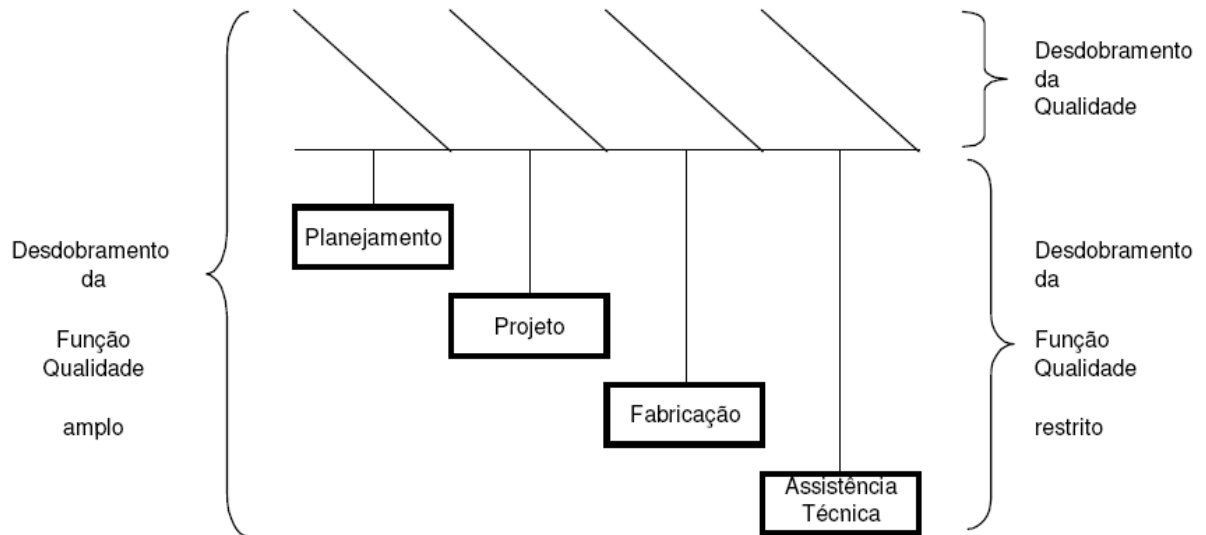 Desdobramento
da
Qualidade
Planejamento
Projeto
Fabricação
Assistência
Técnica
Desdobramento
da
Função
Qualidade
amplo
Desdobramento
da
Função
Qualidade
restrito